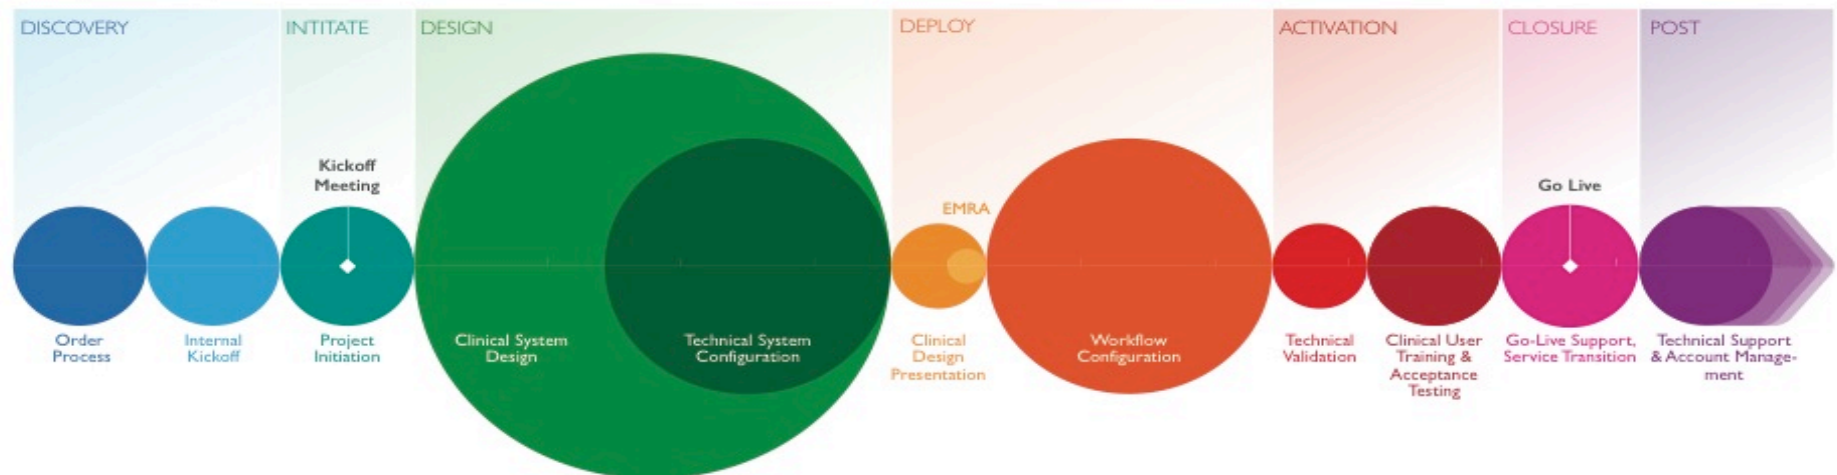 DISCOVERY
INTITATE
DESIGN
DEPLOY
ACTIVATION
CLOSURE
POST
Kickoff
Meeting
EMRA
Go Live
Order
Process
Internal
Kickoff
Project
Initiation
Clinical System
Design
Technical System
Configuration
Clinical
Design
Presentation
Workflow
Configuration
Technical
Validation
Clinical User
Training &
Acceptance
Testing
Go-Live Support,
Service Transition
Technical Support
& Account Manage-
ment